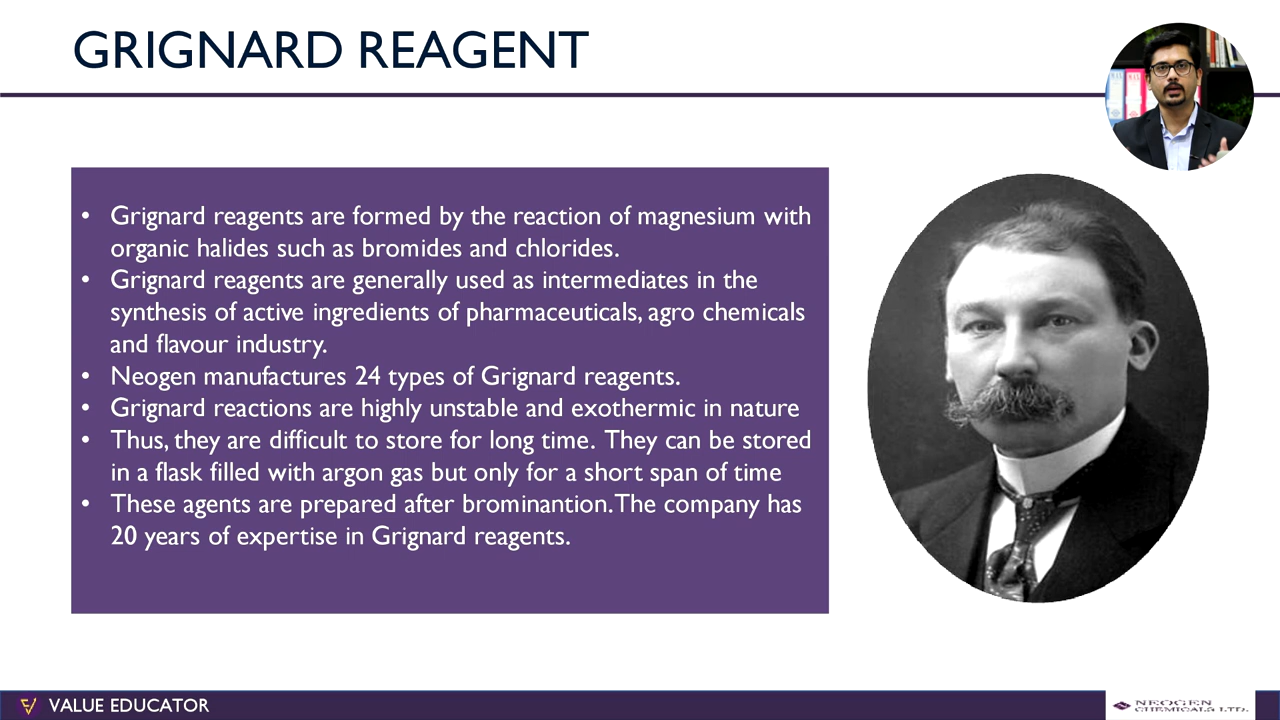 GRIGNARD REAGENT
• Grignard reagents are formed by the reaction of magnesium with
organic halides such as bromides and chlorides.
• Grignard reagents are generally used as intermediates in the
synthesis of active ingredients of pharmaceuticals, agro chemicals
and flavour industry.
• Neogen manufactures 24 types of Grignard reagents.
• Grignard reactions are highly unstable and exothermic in nature
• Thus, they are difficult to store for long time. They can be stored
in a flask filled with argon gas but only for a short span of time
• These agents are prepared after brominantion. The company has
20 years of expertise in Grignard reagents.
VALUE EDUCATOR
NEOGEN
CHEMICALS LTD.